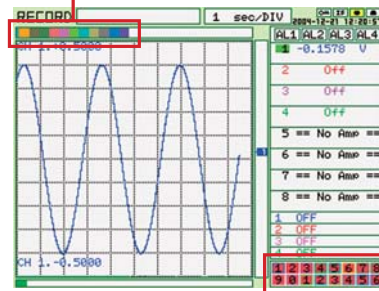 RECORD
1 sec/DIV
2004-12-21 12:20:57
AL1 AL2 AL3 AL4
CH 1.+0.5000
1 -0.1578 V
2 Off
3 Off
4 Off
5 == No Amp ==
6 == No Amp ==
7 == No Amp ==
8 == No Amp ==
1 OFF
2 OFF
3 OFF
4 OFF
CH 1.-0.5000
1 2 3 4 5 6 7 8
9 0 1 2 3 4 5 6